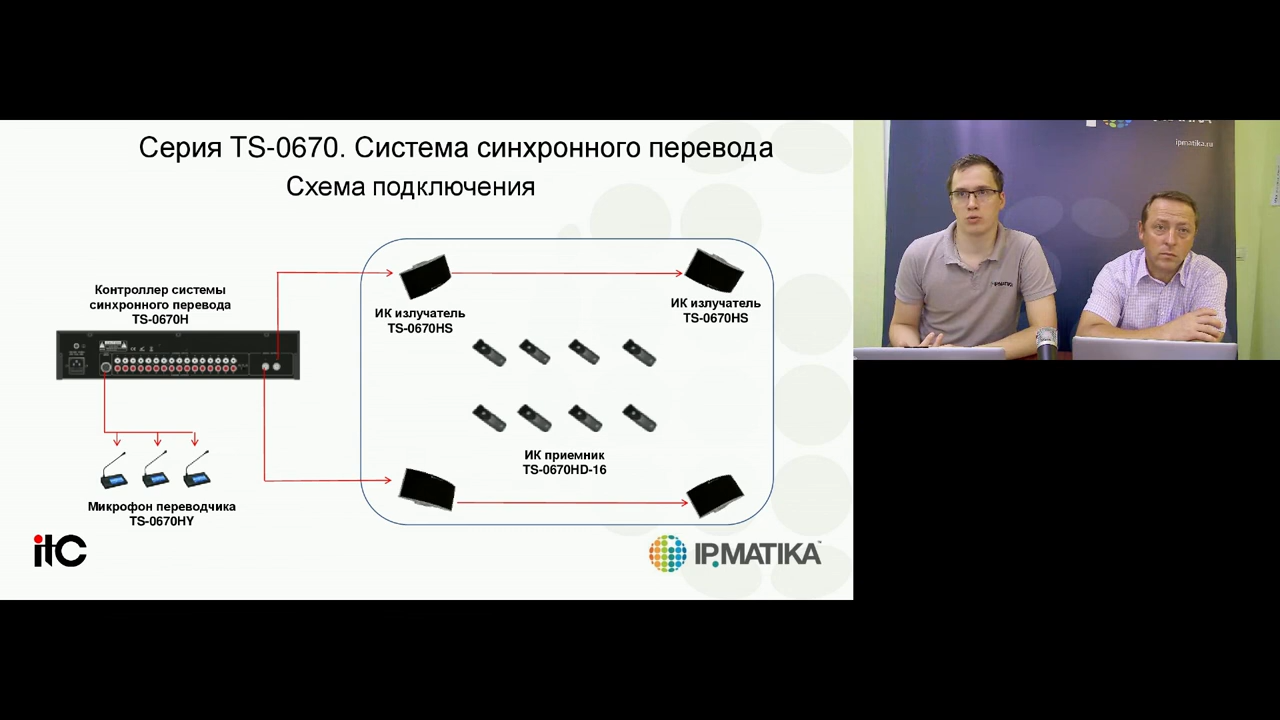 Серия TS-0670. Система синхронного перевода
Схема подключения
Контроллер системы
синхронного перевода
TS-0670H
ИК излучатель
TS-0670HS
ИК излучатель
TS-0670HS
ИК приемник
TS-0670HD-16
Микрофон переводчика
TS-0670HY
itc
IP.MATIKA
ipmatika.ru
IPMATIKA